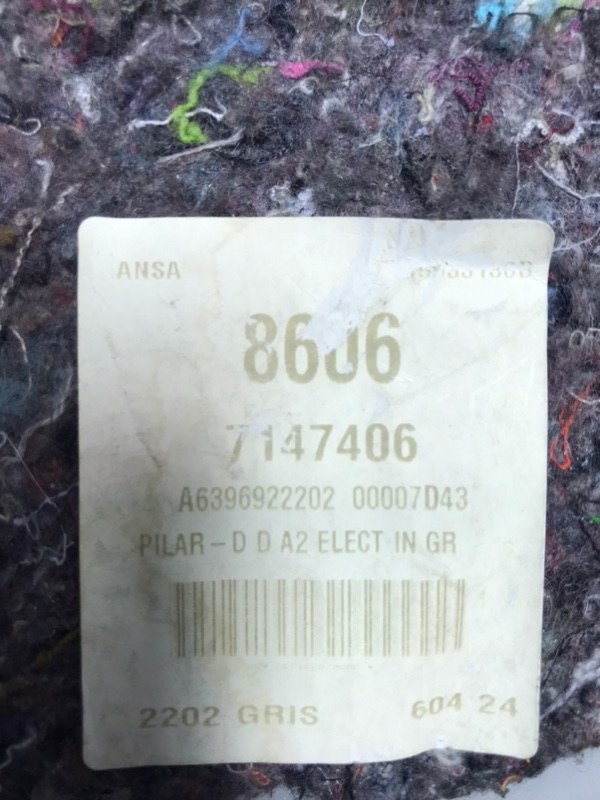 ANSA
8606
7147406
A6396922202 00007D43
PILAR-D D A2 ELECT IN GR
2202 GRIS 604 24